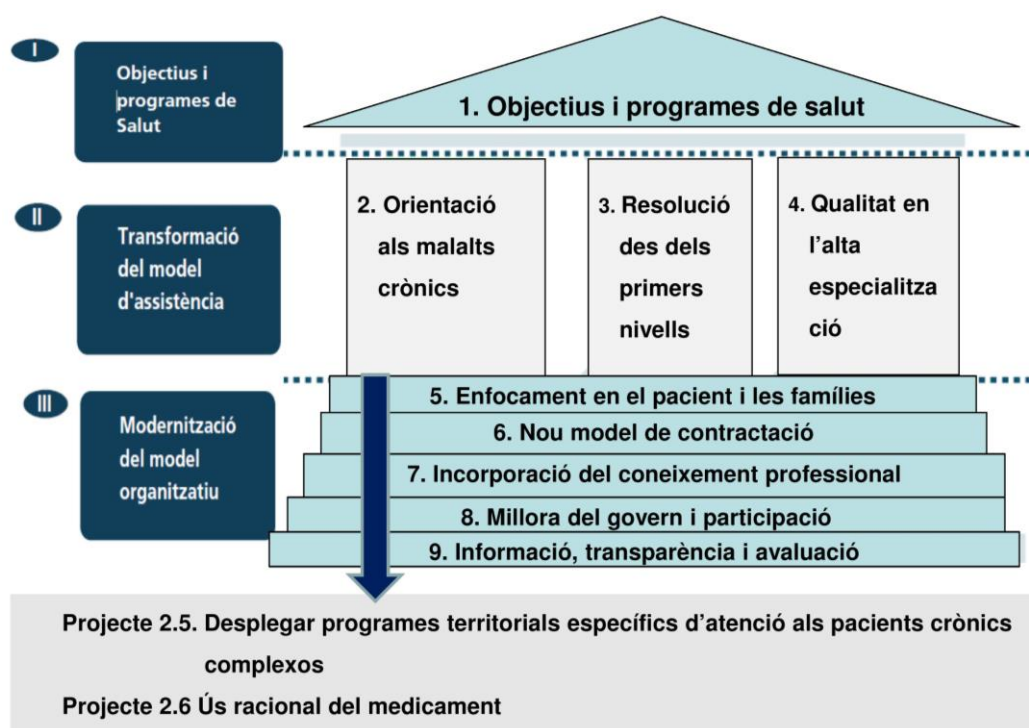 I
Objectius i
programes de
Salut
1. Objectius i programes de salut
II
Transformació
del model
d'assistència
2. Orientació
als malalts
crònics
3. Resolució
des dels
primers
nivells
4. Qualitat en
l’alta
especialitza
ció
III
Modernització
del model
organitzatiu
5. Enfocament en el pacient i les famílies
6. Nou model de contractació
7. Incorporació del coneixement professional
8. Millora del govern i participació
9. Informació, transparència i avaluació
Projecte 2.5. Desplegar programes territorials específics d’atenció als pacients crònics
complexos
Projecte 2.6 Ús racional del medicament